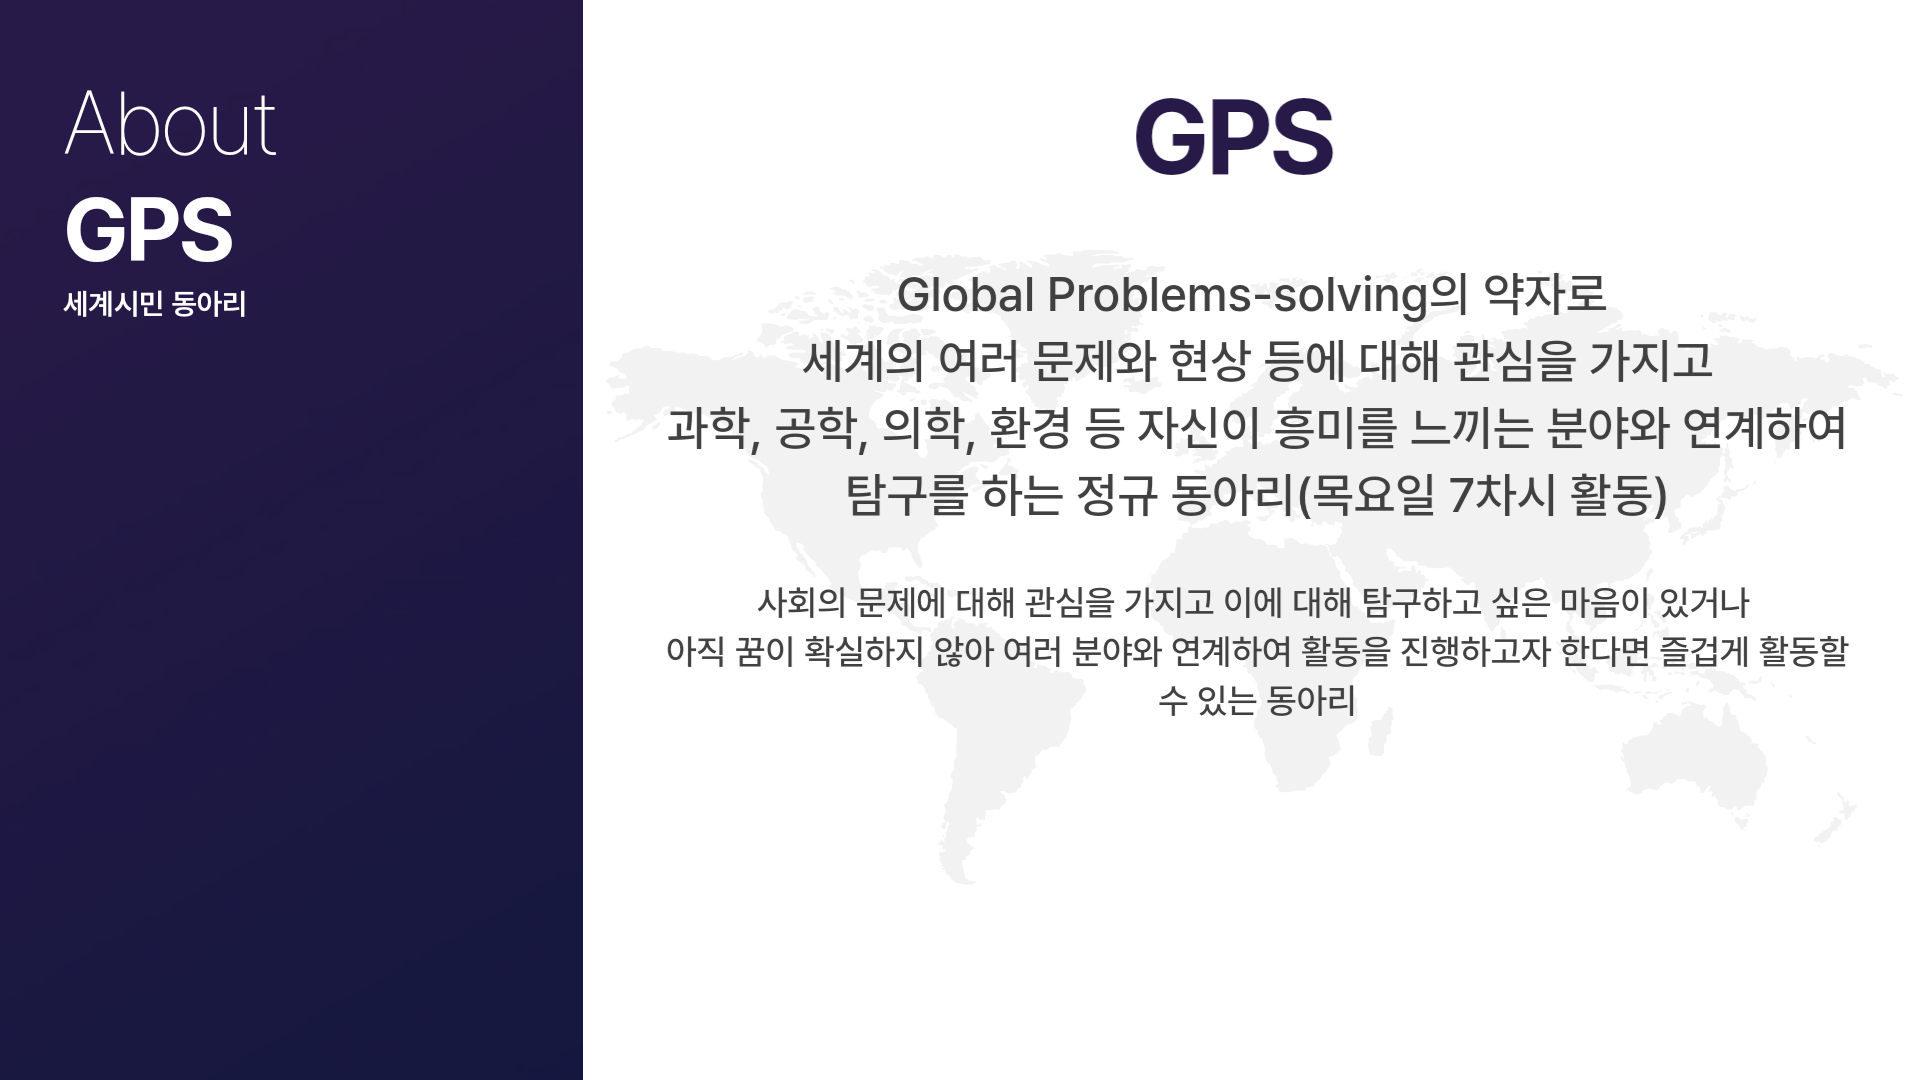 About
GPS
세계시민 동아리
GPS
Global Problems-solving의 약자로
세계의 여러 문제와 현상 등에 대해 관심을 가지고
과학, 공학, 의학, 환경 등 자신이 흥미를 느끼는 분야와 연계하여
탐구를 하는 정규 동아리(목요일 7차시 활동)
사회의 문제에 대해 관심을 가지고 이에 대해 탐구하고 싶은 마음이 있거나
아직 꿈이 확실하지 않아 여러 분야와 연계하여 활동을 진행하고자 한다면 즐겁게 활동할
수 있는 동아리